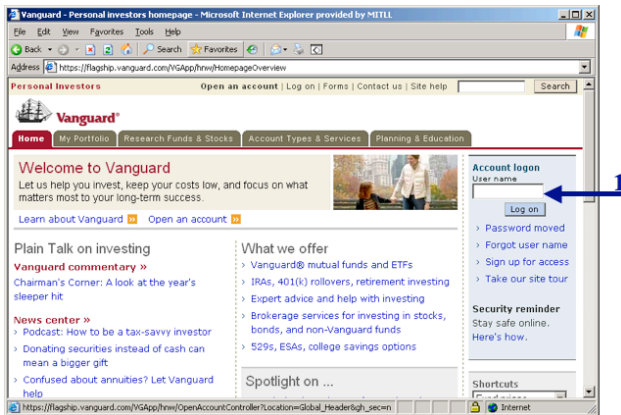 Vanguard - Personal investors homepage - Microsoft Internet Explorer provided by MITLL
File Edit View Favorites Tools Help
Back Search Favorites
Address https://flagship.vanguard.com/VGApp/hnw/HomepageOverview
Personal Investors Open an account | Log on | Forms | Contact us | Site help Search
Vanguard®
Home My Portfolio Research Funds & Stocks Account Types & Services Planning & Education
Welcome to Vanguard
Let us help you invest, keep your costs low, and focus on what
matters most to your long-term success.
Learn about Vanguard Open an account
Plain Talk on investing
Vanguard commentary »
Chairman's Corner: A look at the year's
sleeper hit
News center »
› Podcast: How to be a tax-savvy investor
› Donating securities instead of cash can
mean a bigger gift
› Confused about annuities? Let Vanguard
help
What we offer
› Vanguard® mutual funds and ETFs
› IRAs, 401(k) rollovers, retirement investing
› Expert advice and help with investing
› Brokerage services for investing in stocks,
bonds, and non-Vanguard funds
› 529s, ESAs, college savings options
Spotlight on ...
Account logon
User name
1
Log on
› Password moved
› Forgot user name
› Sign up for access
› Take our site tour
Security reminder
Stay safe online.
Here's how.
Shortcuts
https://flagship.vanguard.com/VGApp/hnw/OpenAccountController?Location=Global_Header&gh_sec=n Internet